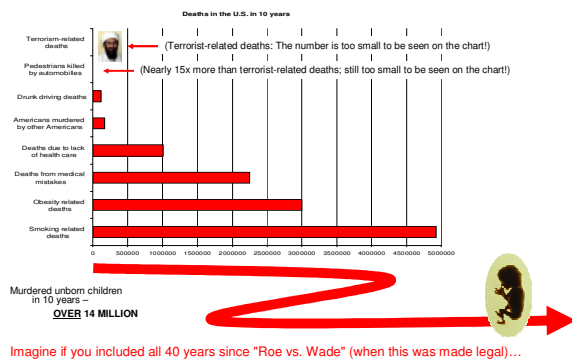 Deaths in the U.S. in 10 years
Terrorism-related
deaths
(Terrorist-related deaths: The number is too small to be seen on the chart!)
Pedestrians killed
by automobilles
(Nearly 15x more than terrorist-related deaths; still too small to be seen on the chart!)
Drunk driving deaths
Americans murdered
by other Americans
Deaths due to lack
of health care
Deaths from medical
mistakes
Obesity related
deaths
Smoking related
deaths
0 500000 1000000 1500000 2000000 2500000 3000000 3500000 4000000 4500000 5000000
Murdered unborn children
in 10 years –
OVER 14 MILLION
Imagine if you included all 40 years since "Roe vs. Wade" (when this was made legal)…